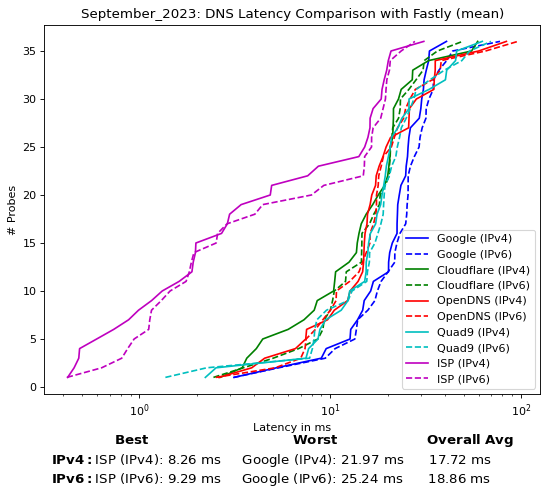 September_2023: DNS Latency Comparison with Fastly (mean)
# Probes
35
30
25
20
15
10
5
0
Google (IPv4)
Google (IPv6)
Cloudflare (IPv4)
Cloudflare (IPv6)
OpenDNS (IPv4)
OpenDNS (IPv6)
Quad9 (IPv4)
Quad9 (IPv6)
ISP (IPv4)
ISP (IPv6)
10⁰ 10¹ 10²
Latency in ms
Best Worst Overall Avg
IPv4: ISP (IPv4): 8.26 ms Google (IPv4): 21.97 ms 17.72 ms
IPv6: ISP (IPv6): 9.29 ms Google (IPv6): 25.24 ms 18.86 ms